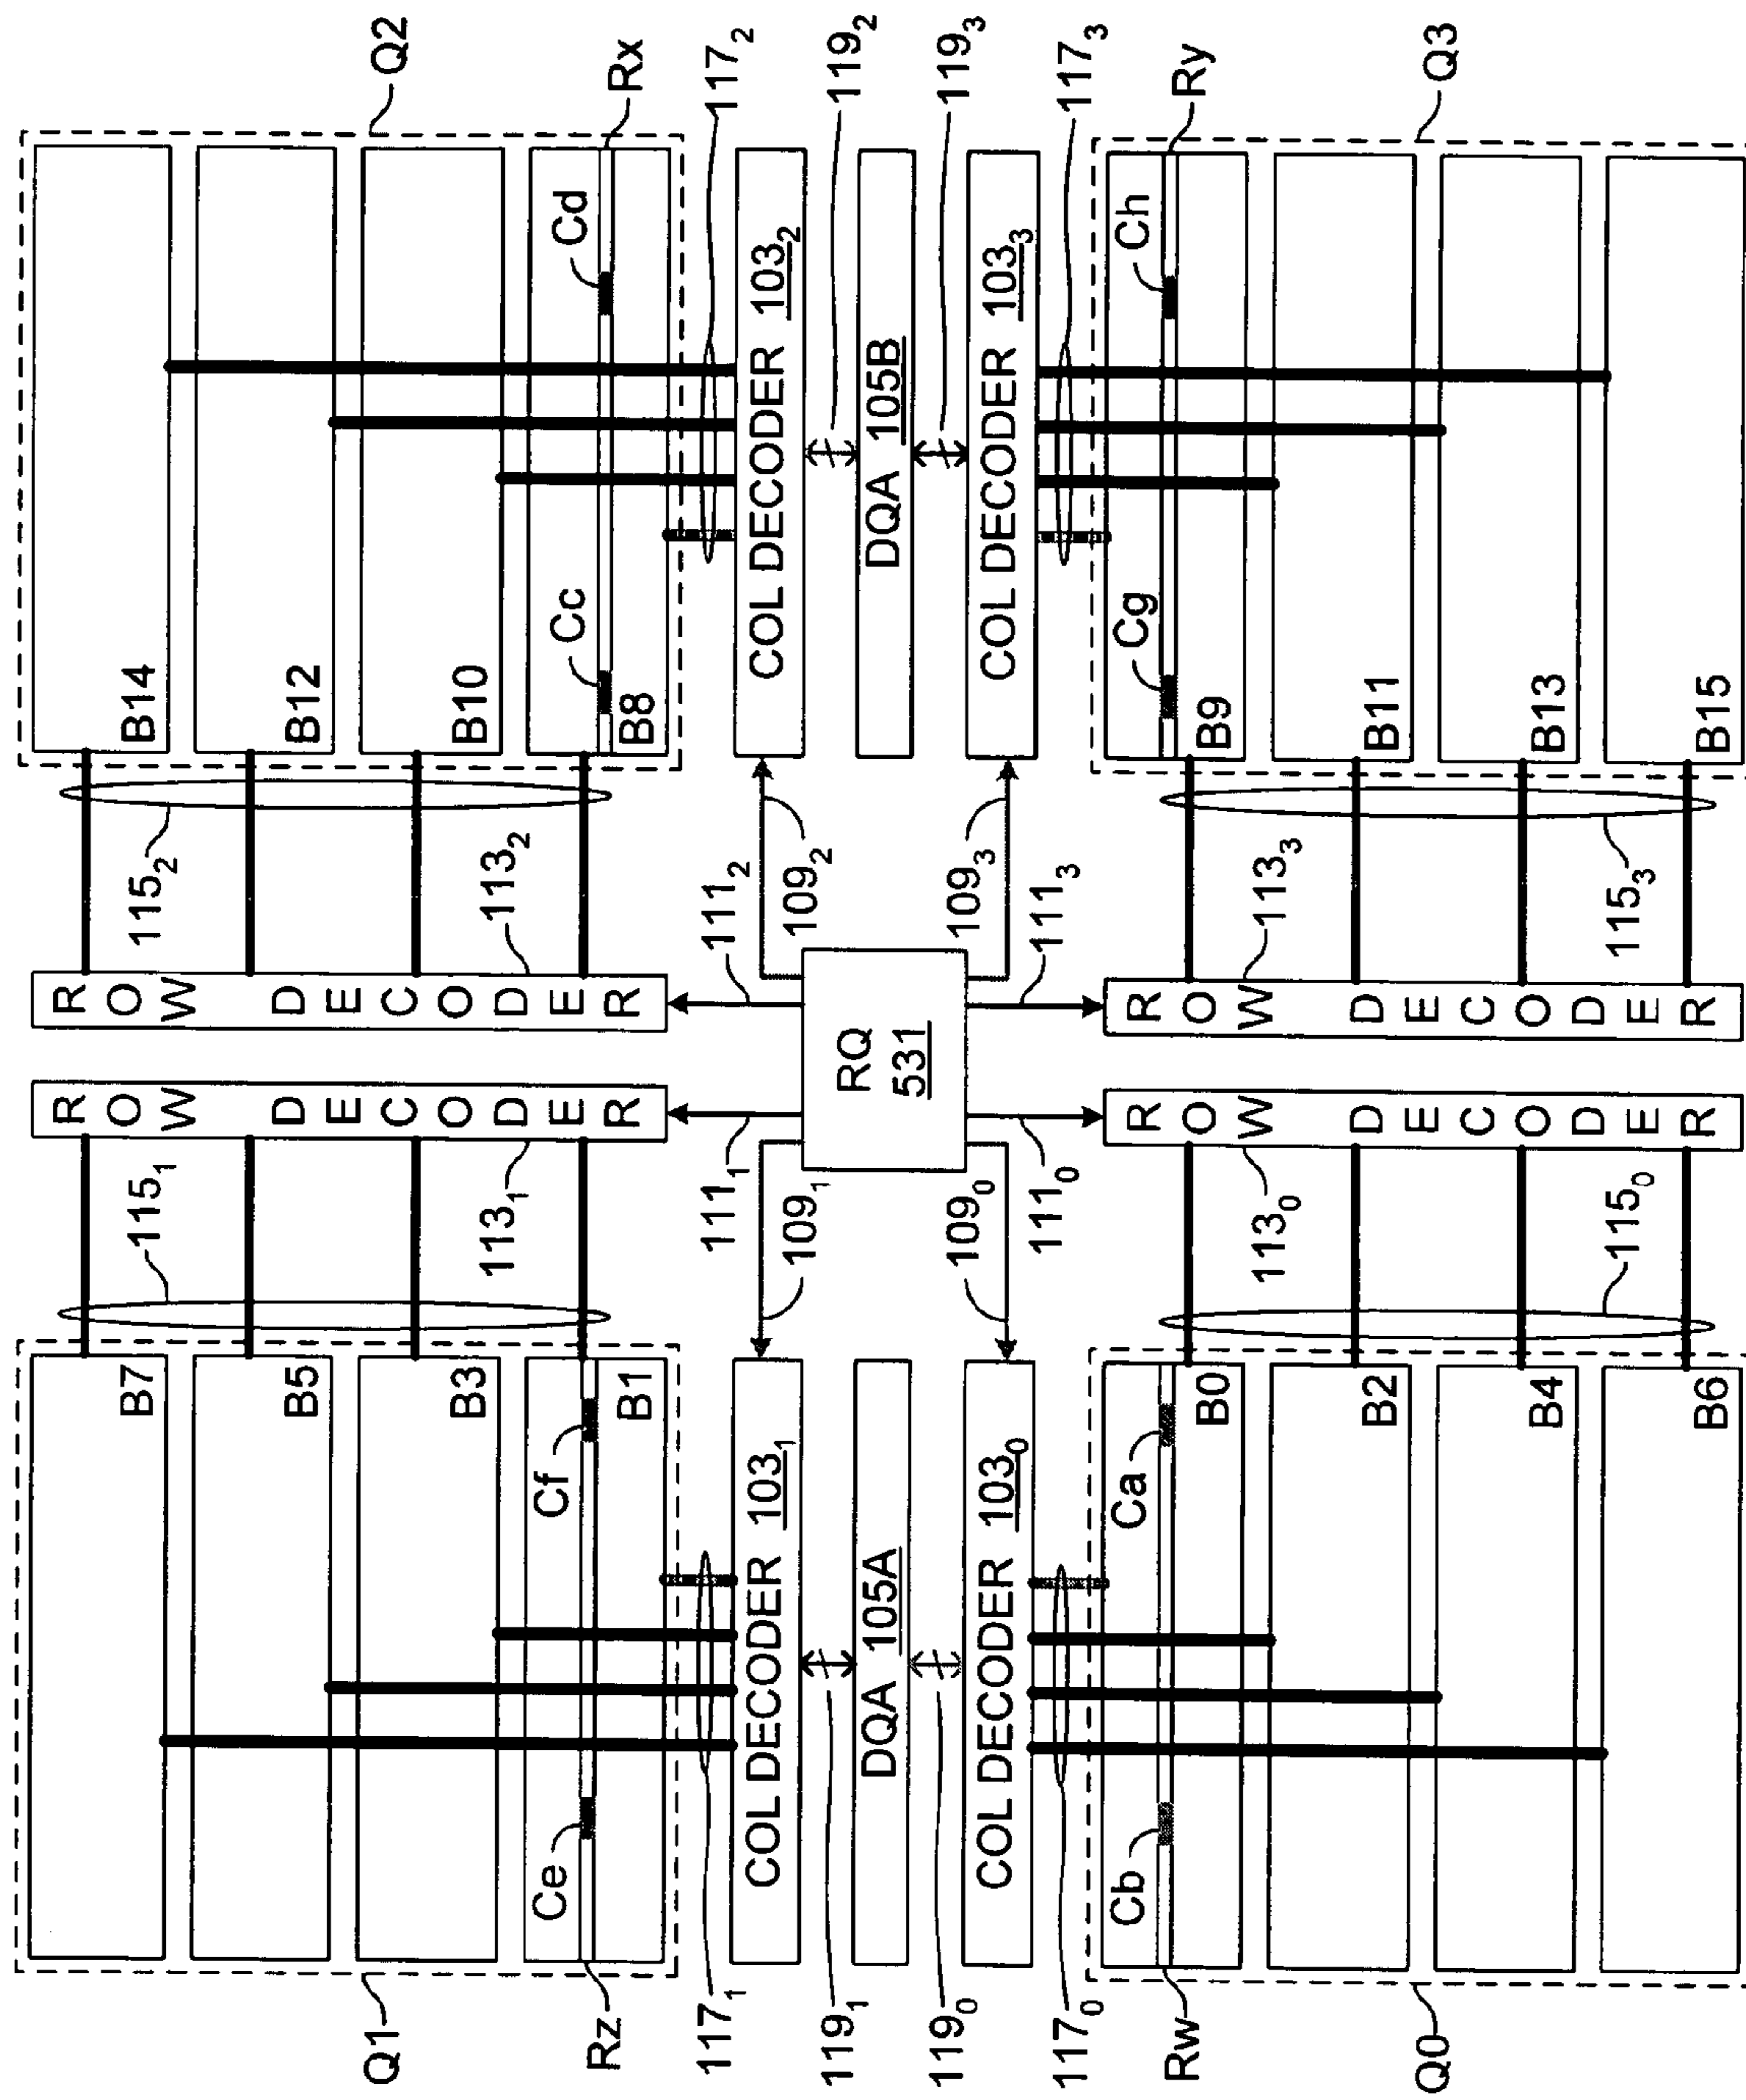 Q1
Q2
B7
B14
B5
B12
B3
B10
B1
B8
Ce
Cf
Cc
Cd
Rz
Rx
115₁
115₂
ROW DECODER
113₁
ROW DECODER
113₂
117₁
117₂
111₁
111₂
COL DECODER 103₁
COL DECODER 103₂
109₁
109₂
119₁
119₂
DQA 105A
RQ
531
DQA 105B
119₀
119₃
COL DECODER 103₀
COL DECODER 103₃
109₀
109₃
117₀
117₃
111₀
111₃
Rw
Ry
Cb
Ca
Cg
Ch
B0
B9
ROW DECODER
113₀
ROW DECODER
113₃
B2
B11
B4
B13
115₀
115₃
B6
B15
Q0
Q3